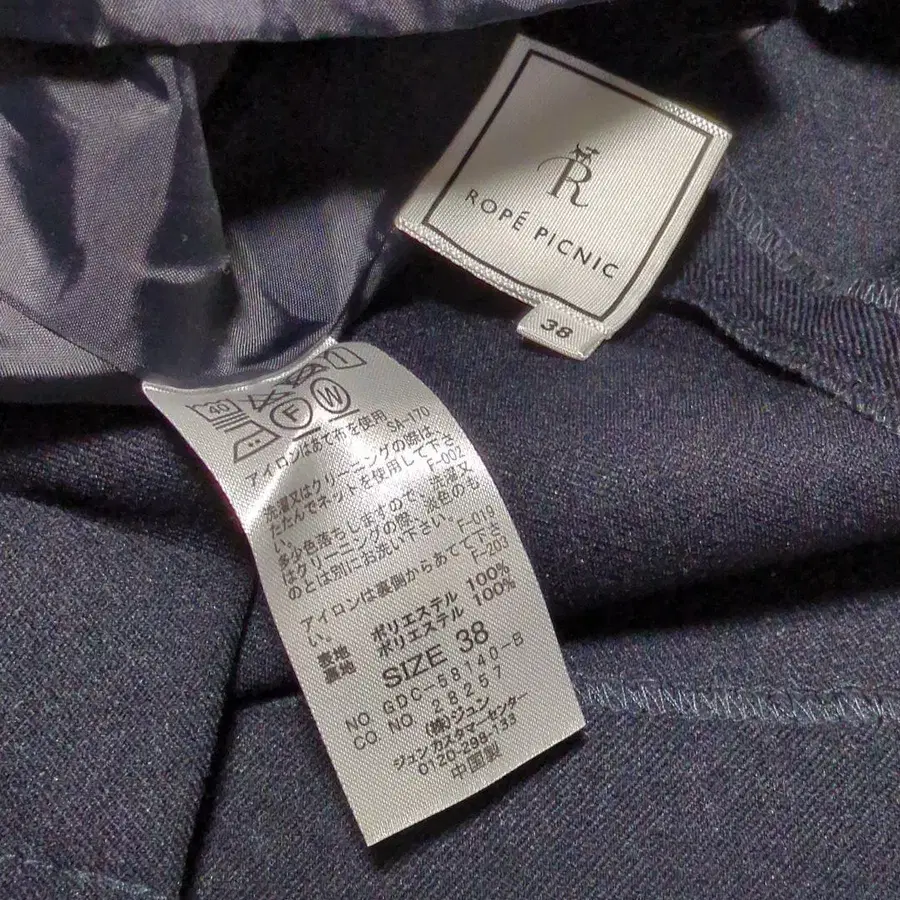 R
ROPÉ PICNIC
38
40
F W
アイロンはあて布を使用
SA-170
洗濯又はクリーニングの際は、
たたんでネットを使用して下さ
い。 F-002
多少色落ちしますので、洗濯又
はクリーニングの際、淡色のも
のとは別にお洗い下さい。
F-019
アイロンは裏側からあてて下さ
い。 F-203
表地 ポリエステル 100%
裏地 ポリエステル 100%
SIZE 38
NO GDC-58140-B
CO. NO 28257
(株)ジュン
ジュン カスタマーセンター
0120-298-133
中国製